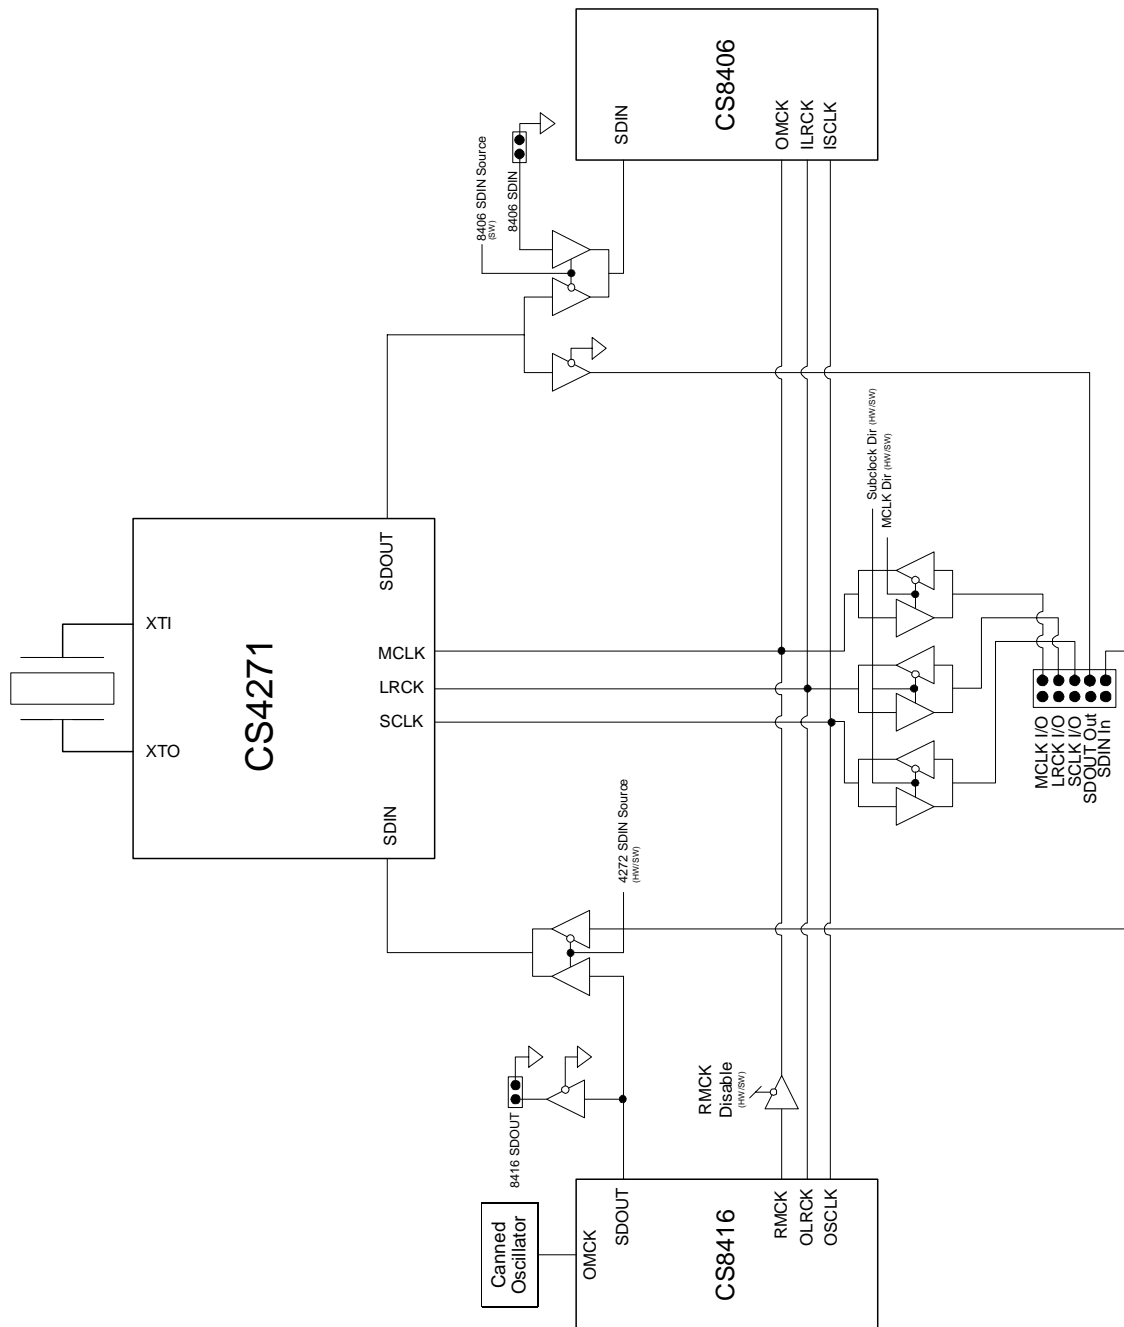 CS8406
SDIN
OMCK
ILRCK
ISCLK
8406 SDIN Source
(SW)
8406 SDIN
Subclock Dir (HW/SW)
MCLK Dir (HW/SW)
CS4271
XTI
XTO
SDOUT
MCLK
LRCK
SCLK
SDIN
MCLK I/O
LRCK I/O
SCLK I/O
SDOUT Out
SDIN In
4272 SDIN Source
(HW/SW)
8416 SDOUT
RMCK
Disable
(HW/SW)
Canned
Oscillator
CS8416
OMCK
SDOUT
RMCK
OLRCK
OSCLK